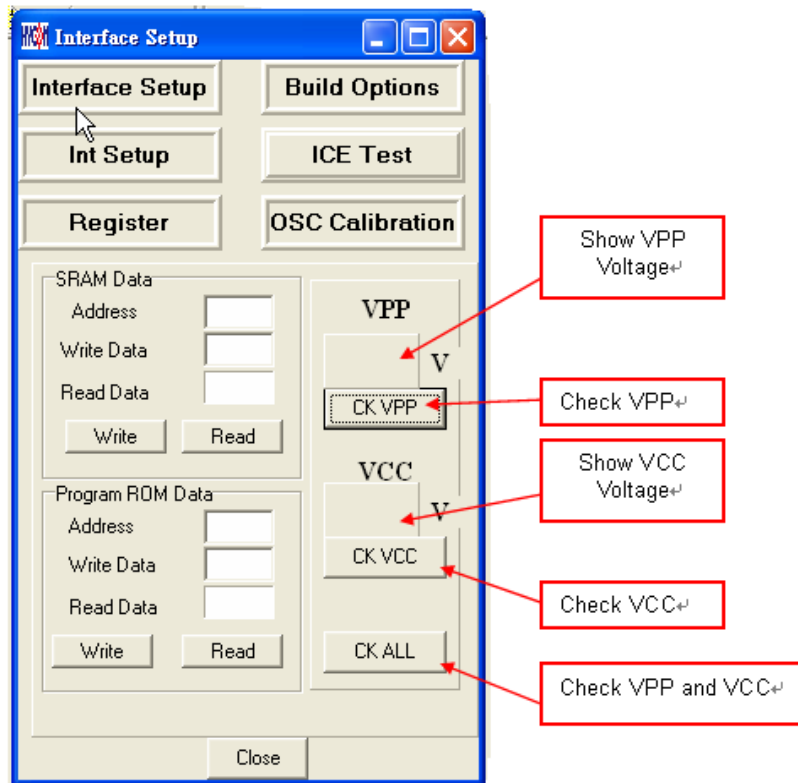 Interface Setup
Interface Setup
Build Options
Int Setup
ICE Test
Register
OSC Calibration
SRAM Data
Address
Write Data
Read Data
Write
Read
Program ROM Data
Address
Write Data
Read Data
Write
Read
VPP
V
CK VPP
VCC
V
CK VCC
CK ALL
Close
Show VPP
Voltage↵
Check VPP↵
Show VCC
Voltage↵
Check VCC↵
Check VPP and VCC↵